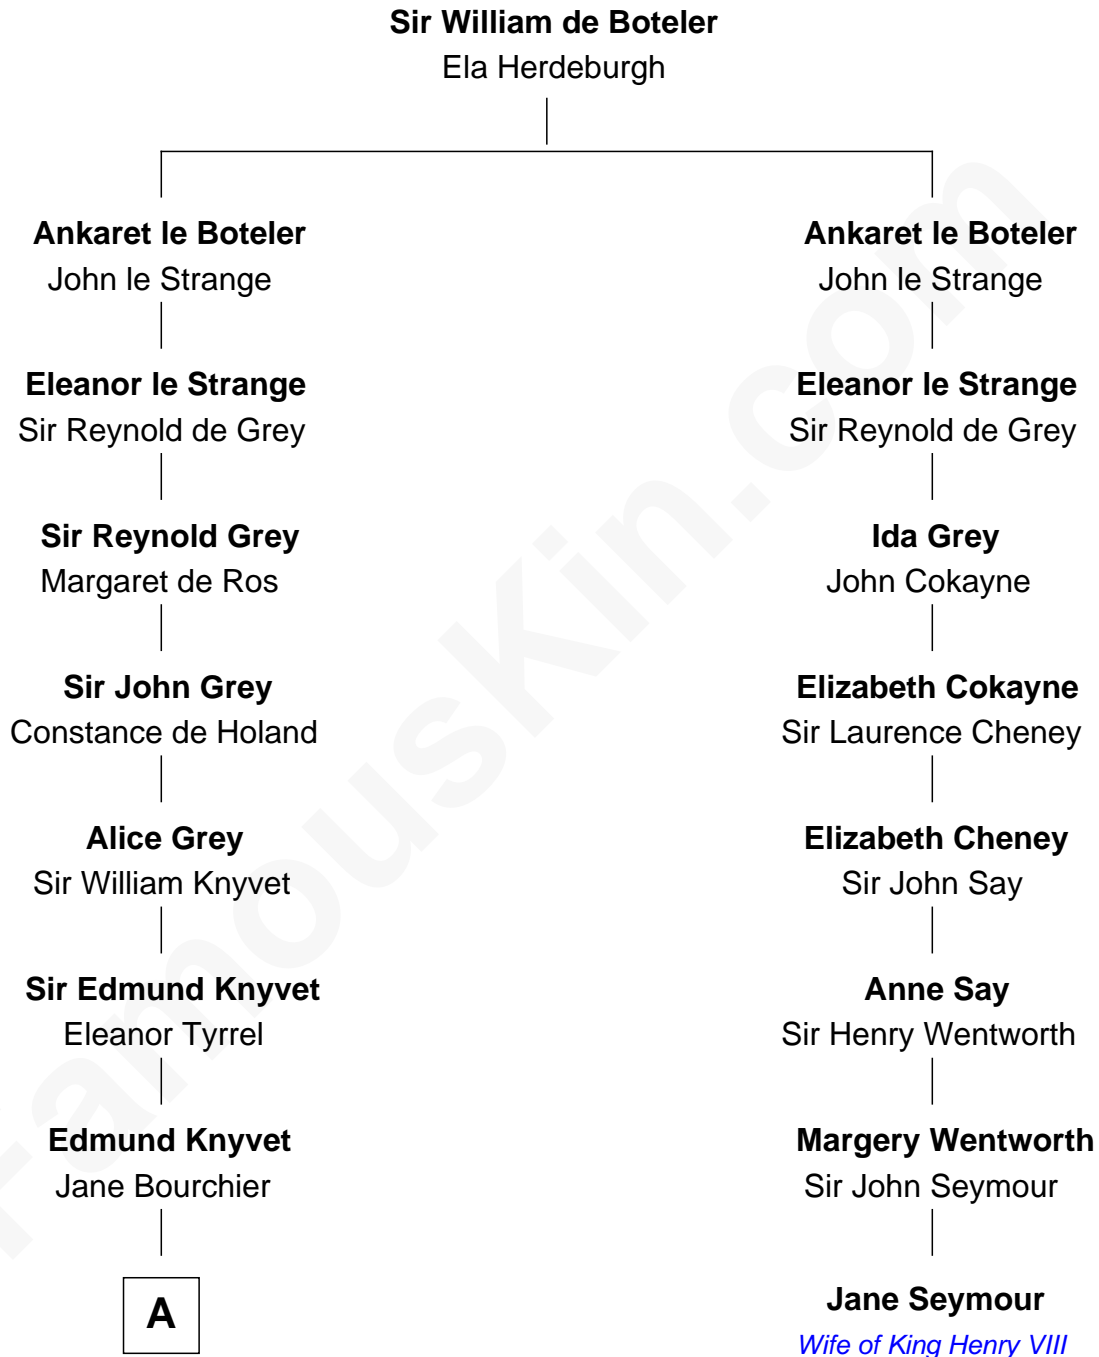 Sir William de Boteler
Ela Herdeburgh
Ankaret le Boteler
John le Strange
Eleanor le Strange
Sir Reynold de Grey
Sir Reynold Grey
Margaret de Ros
Sir John Grey
Constance de Holand
Alice Grey
Sir William Knyvet
Sir Edmund Knyvet
Eleanor Tyrrel
Edmund Knyvet
Jane Bourchier
A
Ankaret le Boteler
John le Strange
Eleanor le Strange
Sir Reynold de Grey
Ida Grey
John Cokayne
Elizabeth Cokayne
Sir Laurence Cheney
Elizabeth Cheney
Sir John Say
Anne Say
Sir Henry Wentworth
Margery Wentworth
Sir John Seymour
Jane Seymour
Wife of King Henry VIII
FamousKin.com